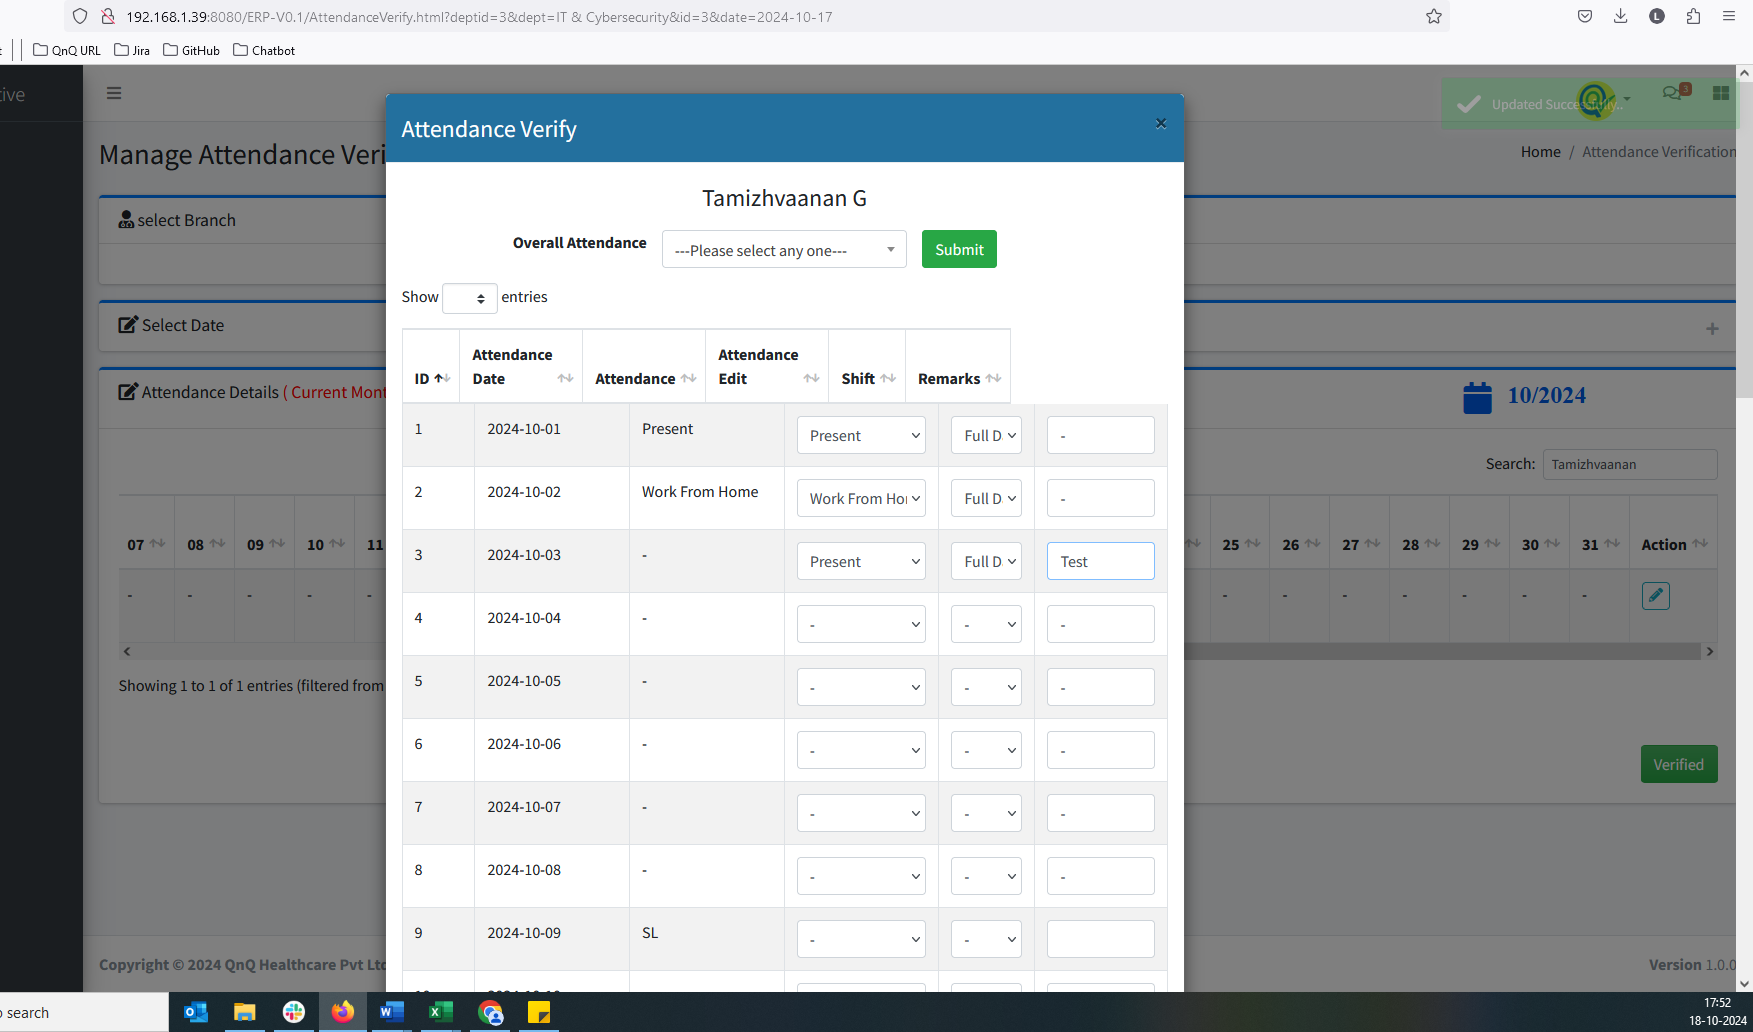 192.168.1.39:8080/ERP-V0.1/AttendanceVerify.html?deptid=3&dept=IT & Cybersecurity&id=3&date=2024-10-17
L
QnQ URL Jira GitHub Chatbot
tive
Updated Successfully..
3
Attendance Verify
×
Manage Attendance Veri
Home / Attendance Verification
Tamizhvaanan G
select Branch
Overall Attendance ---Please select any one--- Submit
Show entries
Select Date
+
Attendance Details ( Current Mont
10/2024
ID Attendance Date Attendance Attendance Edit Shift Remarks
Search: Tamizhvaanan
07 08 09 10 11 25 26 27 28 29 30 31 Action
- - - - - - - - - - - -
Showing 1 to 1 of 1 entries (filtered from
1 2024-10-01 Present Present Full D -
2 2024-10-02 Work From Home Work From Ho -
Full D
3 2024-10-03 - Present Full D Test
4 2024-10-04 - - - -
5 2024-10-05 - - - -
6 2024-10-06 - - - -
7 2024-10-07 - - - -
8 2024-10-08 - - - -
9 2024-10-09 SL - -
Verified
Copyright © 2024 QnQ Healthcare Pvt Ltd
Version 1.0.0
search
17:52
18-10-2024